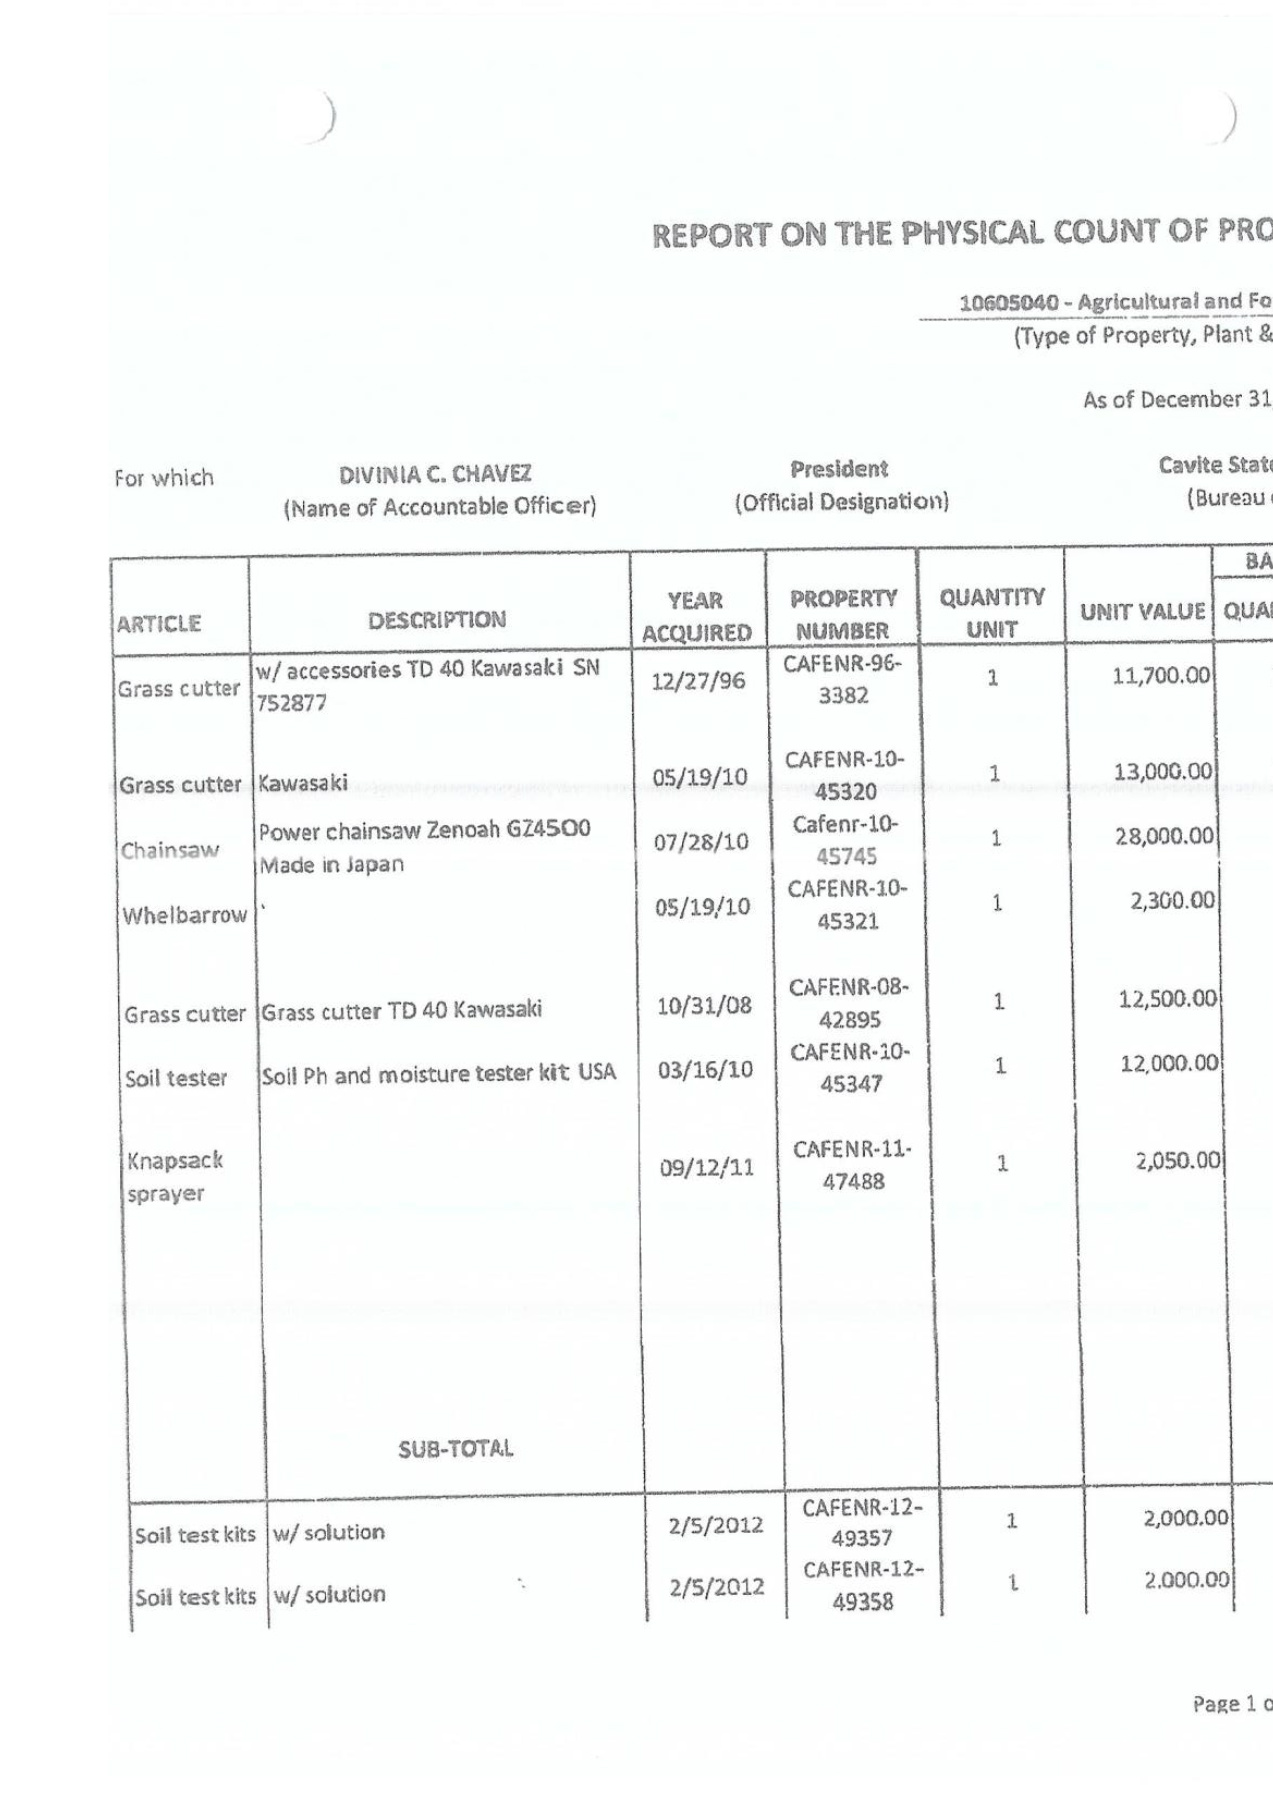 REPORT ON THE PHYSICAL COUNT OF PRO
10605040 - Agricultural and Fo
(Type of Property, Plant &
As of December 31,
For which DIVINIA C. CHAVEZ President Cavite State
(Name of Accountable Officer) (Official Designation) (Bureau
ARTICLE DESCRIPTION YEAR ACQUIRED PROPERTY NUMBER QUANTITY UNIT UNIT VALUE BA QUA
Grass cutter w/ accessories TD 40 Kawasaki SN 752877 12/27/96 CAFENR-96-3382 1 11,700.00
Grass cutter Kawasaki 05/19/10 CAFENR-10-45320 1 13,000.00
Chainsaw Power chainsaw Zenoah GZ4500 Made in Japan 07/28/10 Cafenr-10-45745 1 28,000.00
Whelbarrow 05/19/10 CAFENR-10-45321 1 2,300.00
Grass cutter Grass cutter TD 40 Kawasaki 10/31/08 CAFENR-08-42895 1 12,500.00
Soil tester Soil Ph and moisture tester kit USA 03/16/10 CAFENR-10-45347 1 12,000.00
Knapsack sprayer 09/12/11 CAFENR-11-47488 1 2,050.00
SUB-TOTAL
Soil test kits w/ solution 2/5/2012 CAFENR-12-49357 1 2,000.00
Soil test kits w/ solution 2/5/2012 CAFENR-12-49358 1 2.000.00
Page 1 o